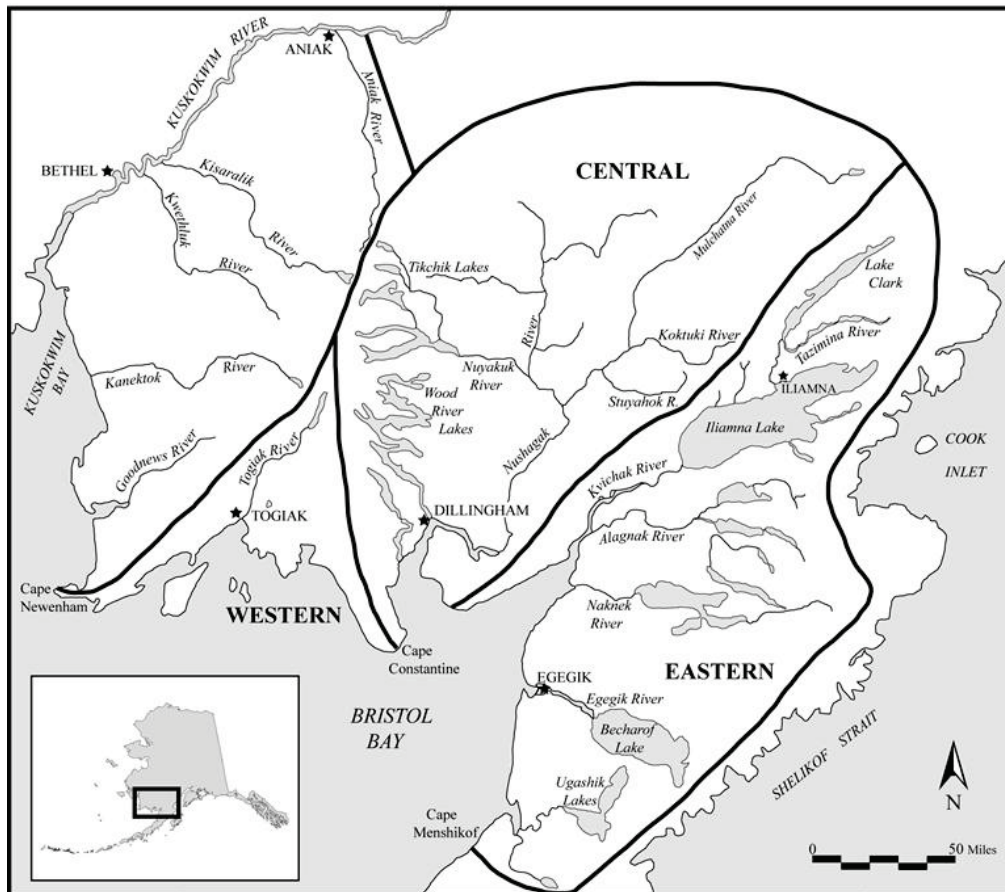 KUSKOKWIM RIVER
ANIAK
Aniak River
BETHEL
Kisaralik
River
Kwethluk
River
CENTRAL
Mulchatna River
Tikchik Lakes
Lake
Clark
KUSKOKWIM
BAY
River
Koktuki River
Tazimina River
Kanektok
River
Nuyakuk
River
ILIAMNA
Wood
River
Lakes
Stuyahok R.
Iliamna Lake
Goodnews River
Togiak River
Nushagak
Kvichak River
COOK
INLET
TOGIAK
DILLINGHAM
Alagnak River
Cape
Newenham
WESTERN
Naknek
River
Cape
Constantine
EASTERN
EGEGIK
Egegik River
BRISTOL
BAY
Becharof
Lake
SHELIKOF STRAIT
Ugashik
Lakes
Cape
Menshikof
N
0
50 Miles